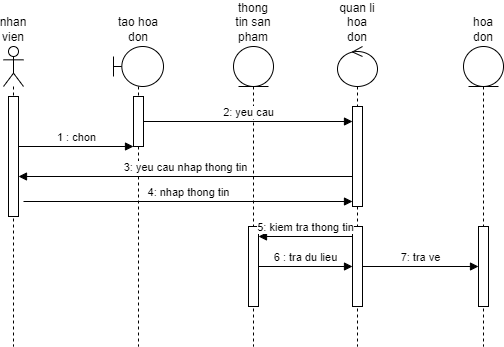 nhan
vien
tao hoa
don
thong
tin san
pham
quan li
hoa
don
hoa
don
2: yeu cau
1 : chon
3: yeu cau nhap thong tin
4: nhap thong tin
5: kiem tra thong tin
6 : tra du lieu
7: tra ve